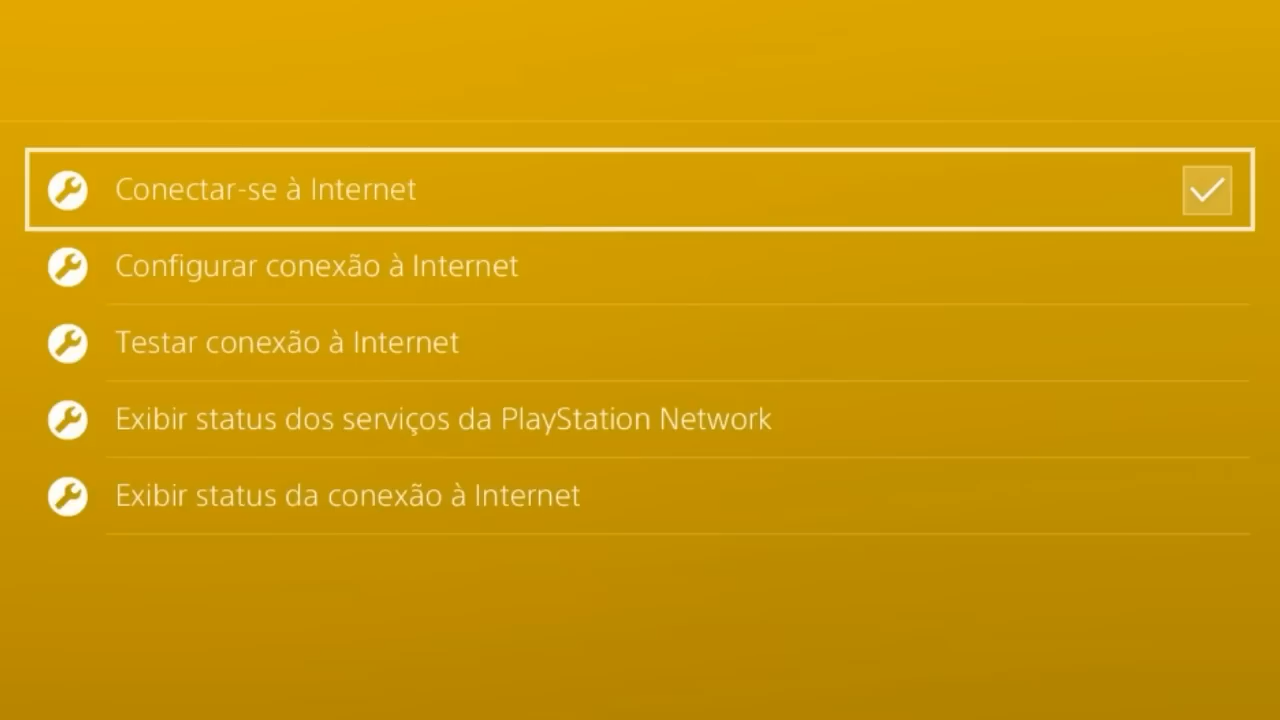 Conectar-se à Internet
Configurar conexão à Internet
Testar conexão à Internet
Exibir status dos serviços da PlayStation Network
Exibir status da conexão à Internet